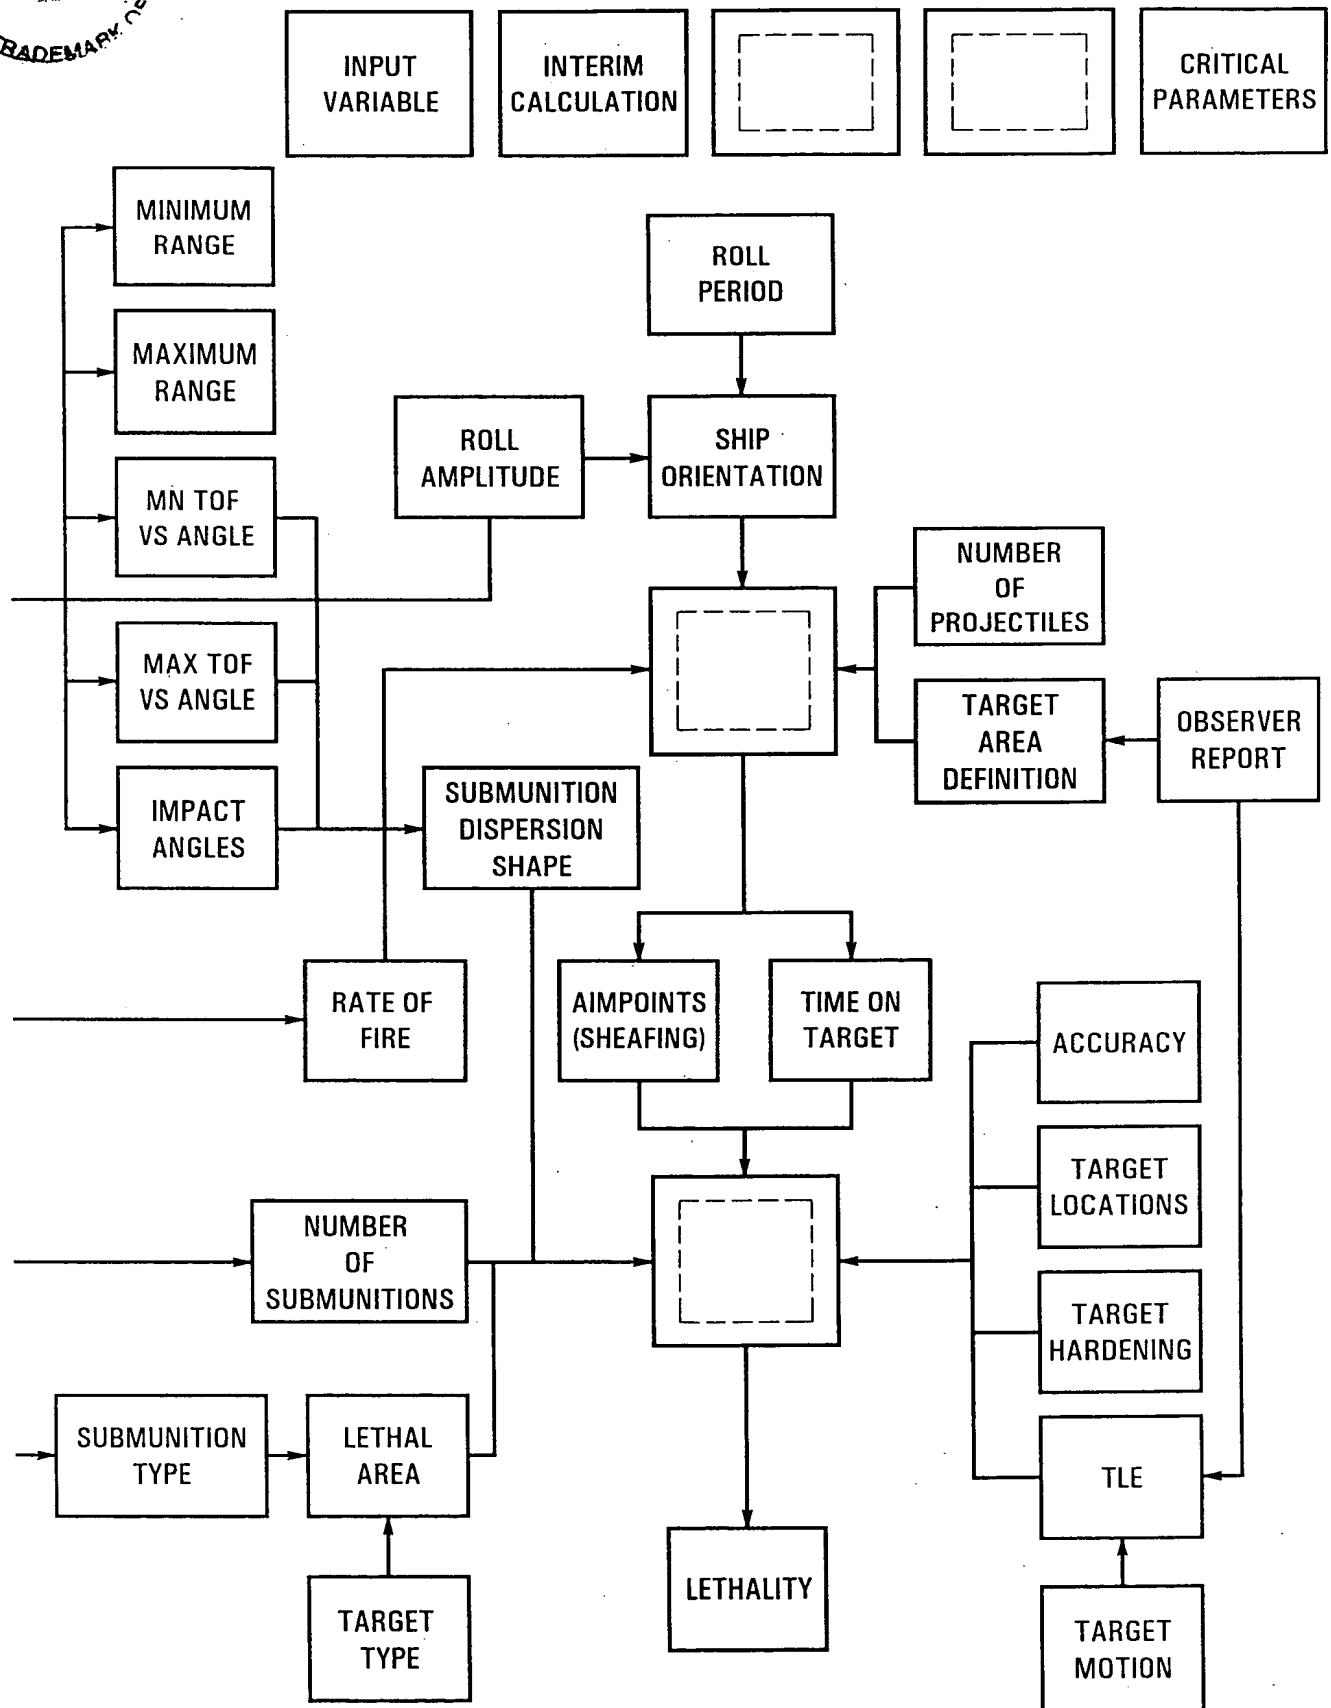 TRADEMARK OF
INPUT
VARIABLE
INTERIM
CALCULATION
CRITICAL
PARAMETERS
MINIMUM
RANGE
ROLL
PERIOD
MAXIMUM
RANGE
ROLL
AMPLITUDE
SHIP
ORIENTATION
MN TOF
VS ANGLE
NUMBER
OF
PROJECTILES
MAX TOF
VS ANGLE
TARGET
AREA
DEFINITION
OBSERVER
REPORT
IMPACT
ANGLES
SUBMUNITION
DISPERSION
SHAPE
RATE OF
FIRE
AIMPOINTS
(SHEAFING)
TIME ON
TARGET
ACCURACY
TARGET
LOCATIONS
NUMBER
OF
SUBMUNITIONS
TARGET
HARDENING
SUBMUNITION
TYPE
LETHAL
AREA
TLE
LETHALITY
TARGET
TYPE
TARGET
MOTION